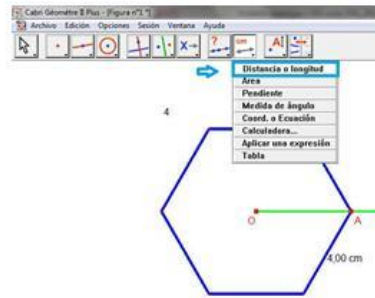 Cabri Géomètre II Plus - [Figura nº1 *]
Archivo Edición Opciones Sesión Ventana Ayuda
Distancia o longitud
Area
Pendiente
Medida de ángulo
Coord. o Ecuación
Calculadora...
Aplicar una expresión
Tabla
4
O
A
4,00 cm